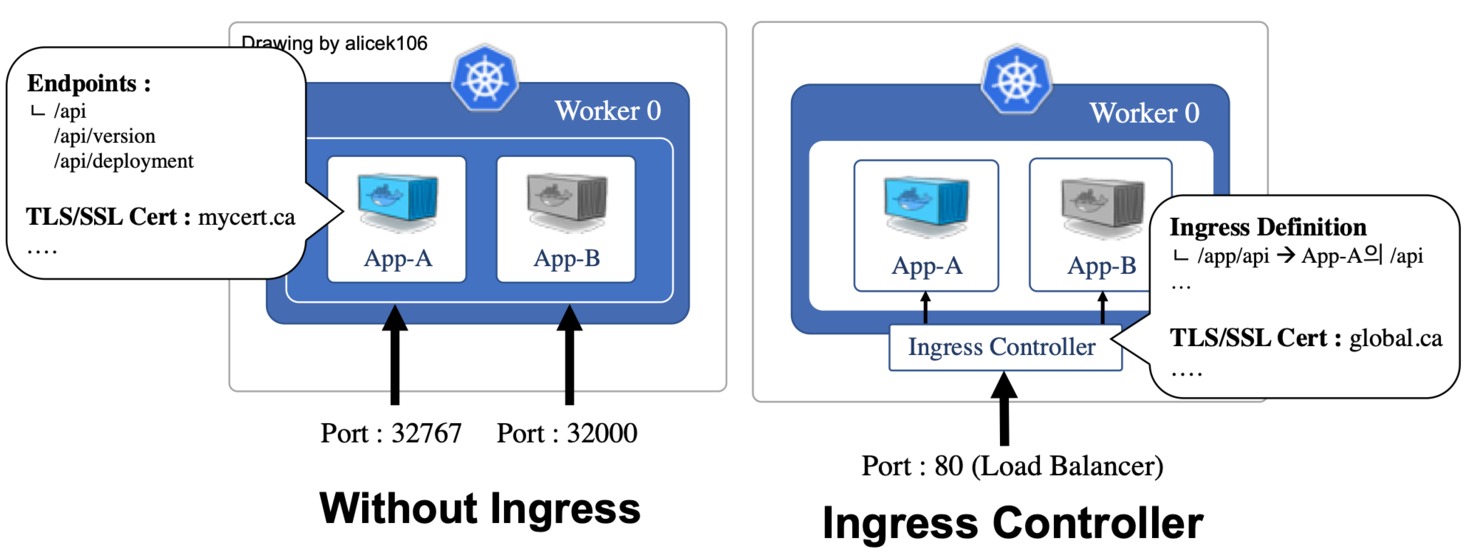 Drawing by alicek106
Endpoints :
ㄴ /api
/api/version
/api/deployment
TLS/SSL Cert : mycert.ca
....
Worker 0
App-A
App-B
Port : 32767
Port : 32000
Without Ingress
Worker 0
App-A
App-B
Ingress Controller
Ingress Definition
ㄴ /app/api → App-A의 /api
...
TLS/SSL Cert : global.ca
....
Port : 80 (Load Balancer)
Ingress Controller